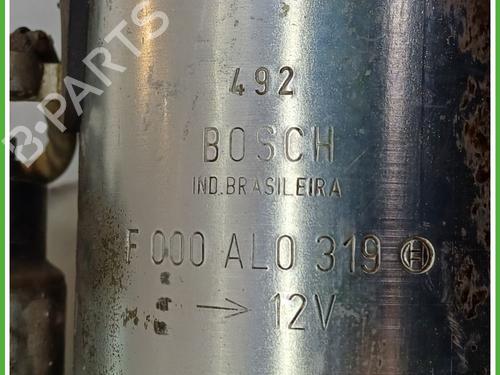 492
BOSCH
IND.BRASILEIRA
F 000 AL0 319
→ 12V
B-PARTS